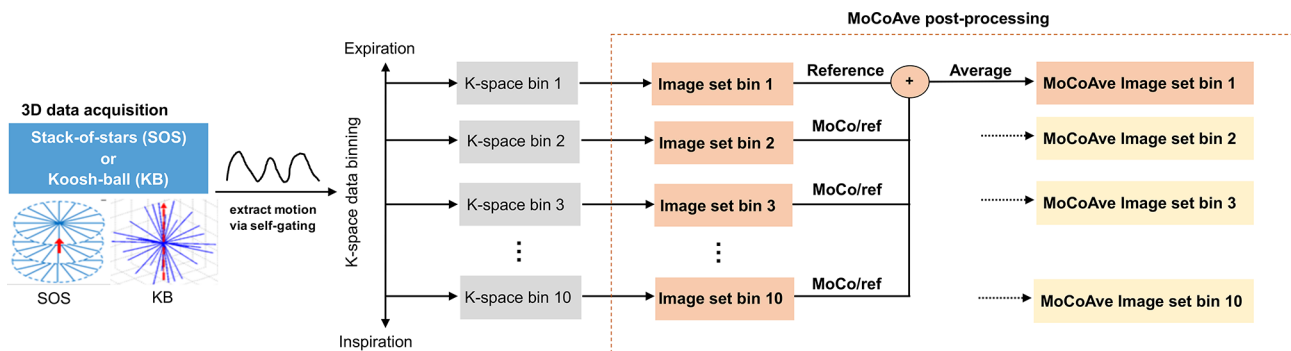 MoCoAve post-processing
3D data acquisition
Stack-of-stars (SOS)
or
Koosh-ball (KB)
SOS
KB
extract motion
via self-gating
Expiration
K-space data binning
Inspiration
K-space bin 1
Image set bin 1
Reference
+
Average
MoCoAve Image set bin 1
K-space bin 2
Image set bin 2
MoCo/ref
MoCoAve Image set bin 2
K-space bin 3
Image set bin 3
MoCo/ref
MoCoAve Image set bin 3
K-space bin 10
Image set bin 10
MoCo/ref
MoCoAve Image set bin 10